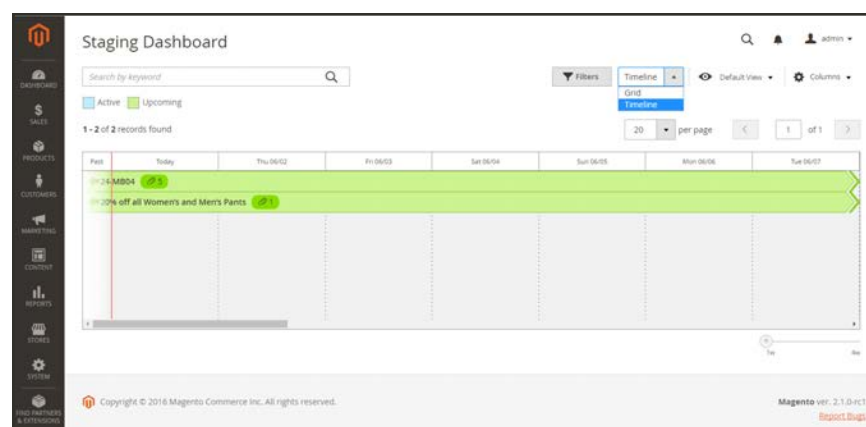 Staging Dashboard
admin
Search by keyword
Filters
Timeline
Default View
Columns
Grid
Timeline
Active
Upcoming
1 - 2 of 2 records found
20
per page
1
of 1
Past
Today
Thu 06/02
Fri 06/03
Sat 06/04
Sun 06/05
Mon 06/06
Tue 06/07
24-MB04
5
20% off all Women's and Men's Pants
1
1w
4w
DASHBOARD
SALES
PRODUCTS
CUSTOMERS
MARKETING
CONTENT
REPORTS
STORES
SYSTEM
FIND PARTNERS
& EXTENSIONS
Copyright © 2016 Magento Commerce Inc. All rights reserved.
Magento ver. 2.1.0-rc1
Report Bugs